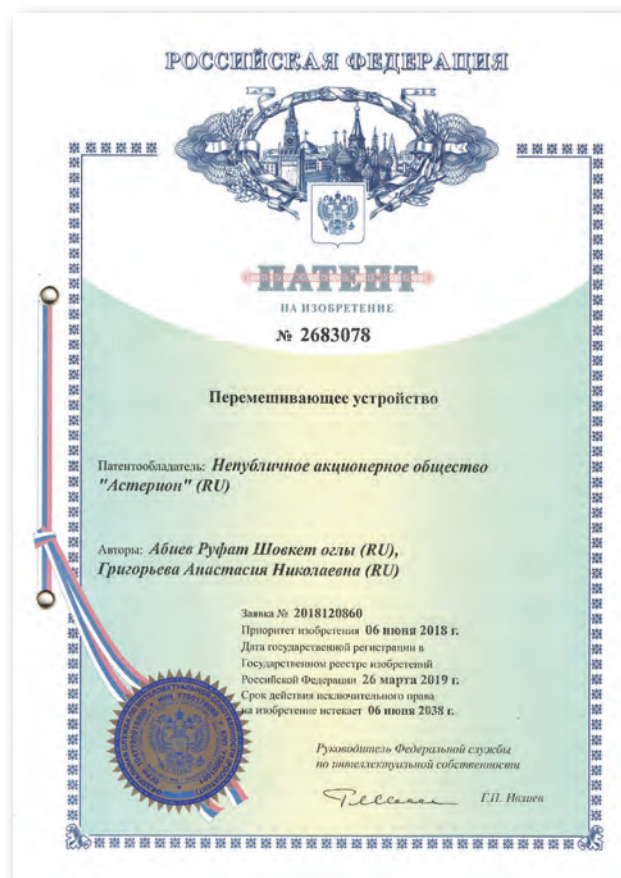 РОССИЙСКАЯ ФЕДЕРАЦИЯ
ПАТЕНТ
НА ИЗОБРЕТЕНИЕ
№ 2683078
Перемешивающее устройство
Патентообладатель: Непубличное акционерное общество
"Астерион" (RU)
Авторы: Абиев Руфат Шовкет оглы (RU),
Григорьева Анастасия Николаевна (RU)
Заявка № 2018120860
Приоритет изобретения 06 июня 2018 г.
Дата государственной регистрации в
Государственном реестре изобретений
Российской Федерации 26 марта 2019 г.
Срок действия исключительного права
на изобретение истекает 06 июня 2038 г.
Руководитель Федеральной службы
по интеллектуальной собственности
Г.П. Ивлиев